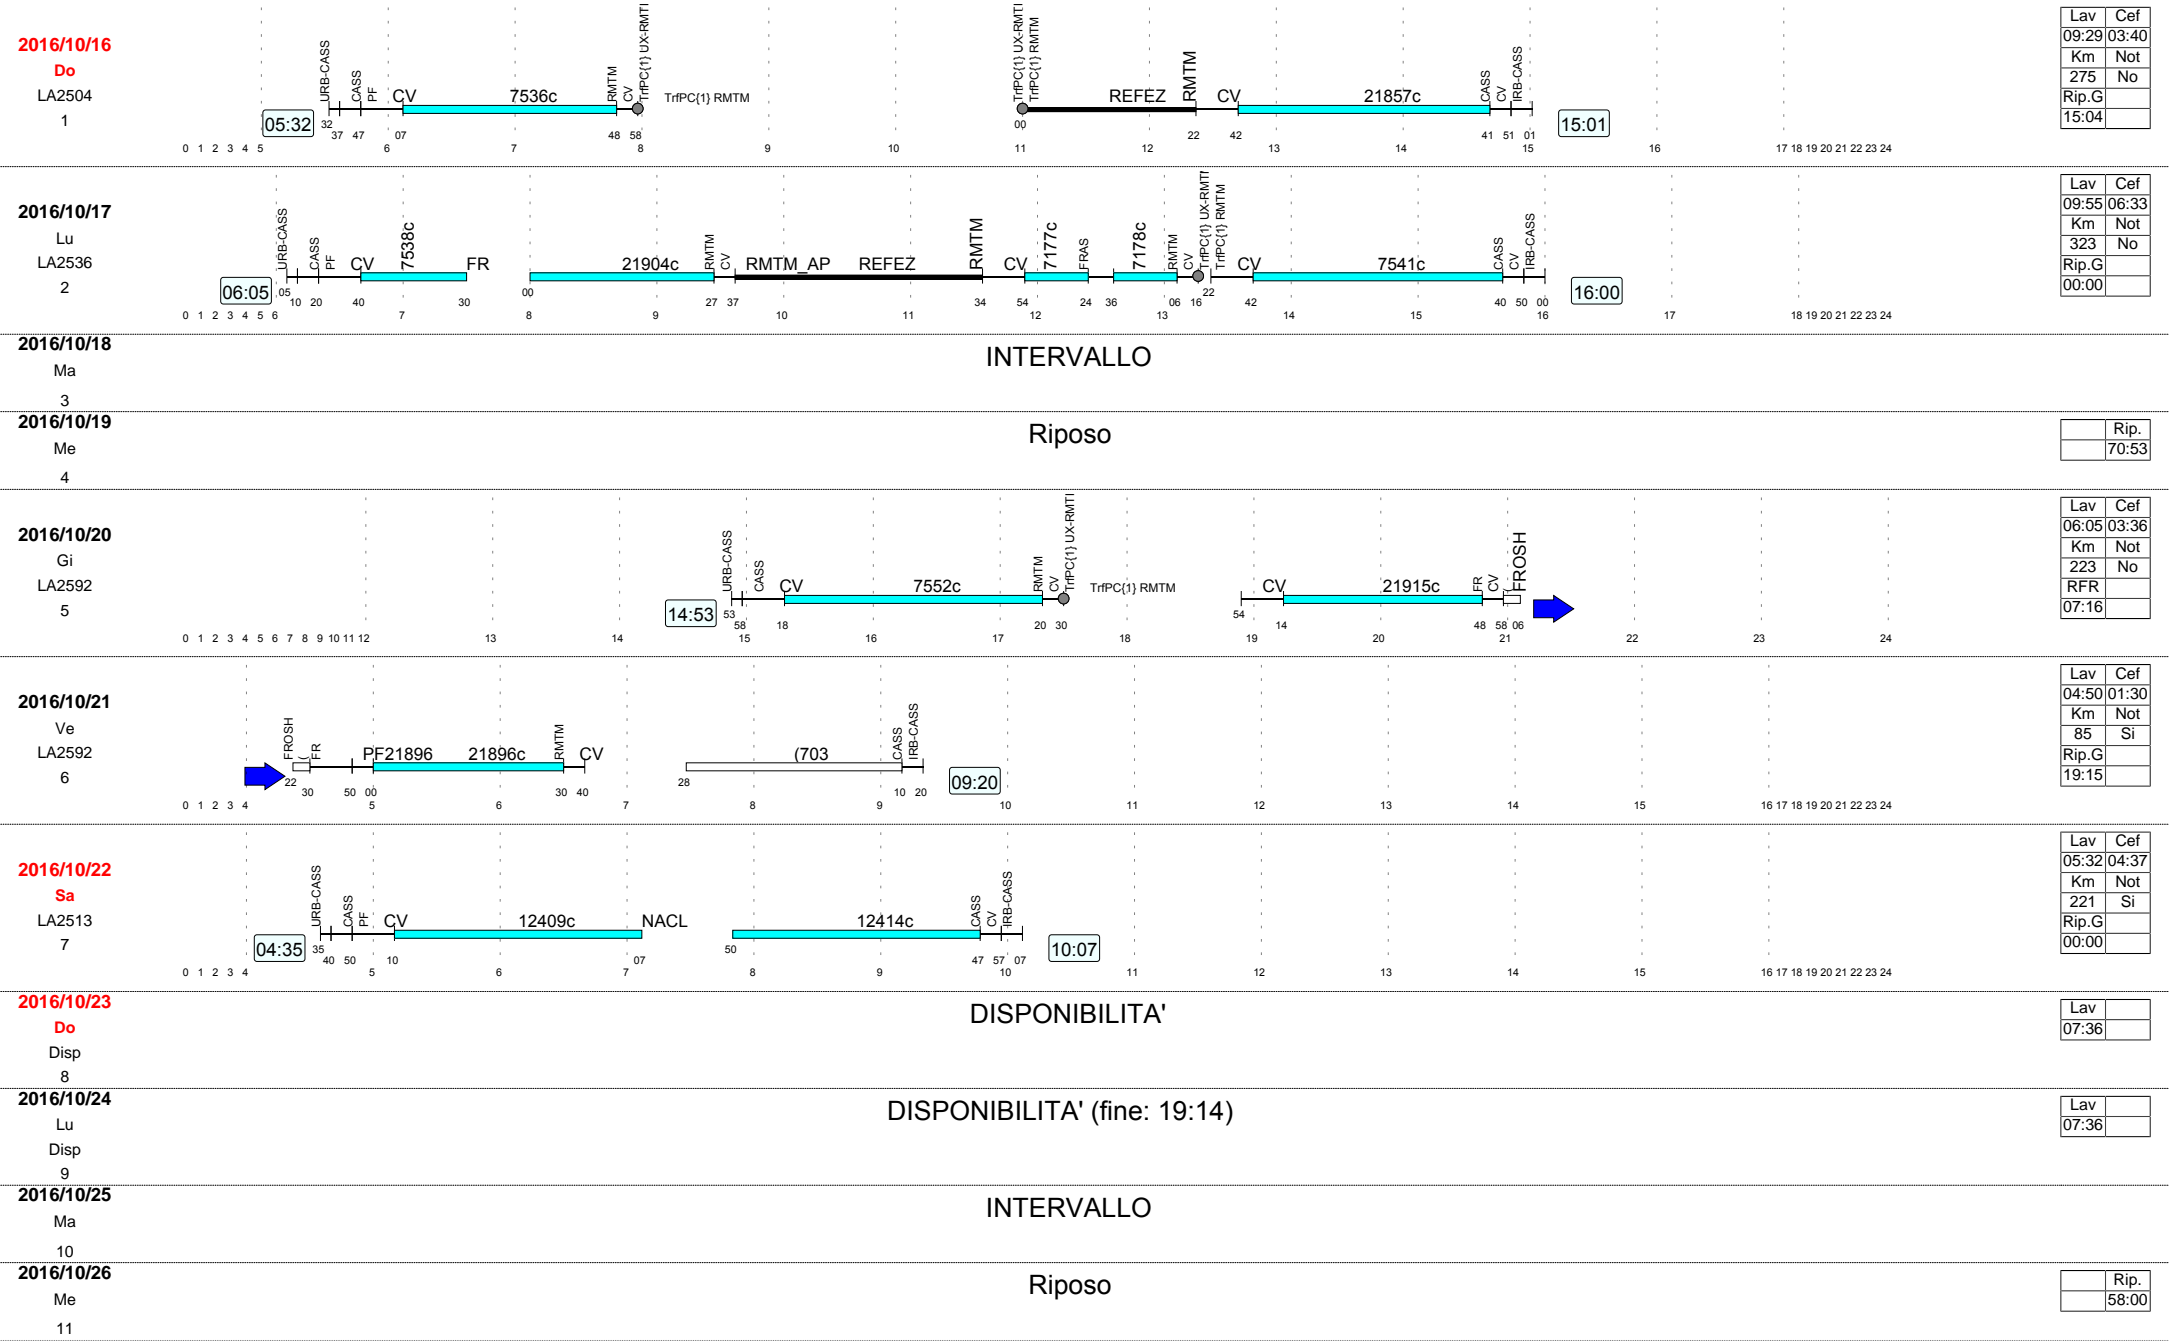 2016/10/16
Do
LA2504
1
05:32
URB-CASS CASS PF CV 7536c RMTM CV TrfPC{1} UX-RMTI TrfPC{1} RMTM TrfPC{1} UX-RMTI TrfPC{1} RMTM REFEZ RMTM CV 21857c CASS CV IRB-CASS
32 37 47 07 48 58 00 22 42 41 51 01
15:01
0 1 2 3 4 5 6 7 8 9 10 11 12 13 14 15 16 17 18 19 20 21 22 23 24
Lav Cef
09:29 03:40
Km Not
275 No
Rip.G
15:04
2016/10/17
Lu
LA2536
2
06:05
URB-CASS CASS PF CV 7538c FR 21904c RMTM CV RMTM_AP REFEZ RMTM CV 7177c FRAS 7178c RMTM CV TrfPC{1} UX-RMTI TrfPC{1} RMTM CV 7541c CASS CV IRB-CASS
05 10 20 40 30 00 27 37 34 54 24 36 06 16 22 42 40 50 00
16:00
0 1 2 3 4 5 6 7 8 9 10 11 12 13 14 15 16 17 18 19 20 21 22 23 24
Lav Cef
09:55 06:33
Km Not
323 No
Rip.G
00:00
2016/10/18
Ma
3
INTERVALLO
2016/10/19
Me
4
Riposo
Rip.
70:53
2016/10/20
Gi
LA2592
5
14:53
URB-CASS CASS CV 7552c RMTM CV TrfPC{1} UX-RMTI TrfPC{1} RMTM CV 21915c FR CV ( FROSH
53 58 18 20 30 54 14 48 58 06
0 1 2 3 4 5 6 7 8 9 10 11 12 13 14 15 16 17 18 19 20 21 22 23 24
Lav Cef
06:05 03:36
Km Not
223 No
RFR
07:16
2016/10/21
Ve
LA2592
6
FROSH ( FR PF21896 21896c RMTM CV (703 CASS IRB-CASS
22 30 50 00 30 40 28 10 20
09:20
0 1 2 3 4 5 6 7 8 9 10 11 12 13 14 15 16 17 18 19 20 21 22 23 24
Lav Cef
04:50 01:30
Km Not
85 Si
Rip.G
19:15
2016/10/22
Sa
LA2513
7
04:35
URB-CASS CASS PF CV 12409c NACL 12414c CASS CV IRB-CASS
35 40 50 10 07 50 47 57 07
10:07
0 1 2 3 4 5 6 7 8 9 10 11 12 13 14 15 16 17 18 19 20 21 22 23 24
Lav Cef
05:32 04:37
Km Not
221 Si
Rip.G
00:00
2016/10/23
Do
Disp
8
DISPONIBILITA'
Lav
07:36
2016/10/24
Lu
Disp
9
DISPONIBILITA' (fine: 19:14)
Lav
07:36
2016/10/25
Ma
10
INTERVALLO
2016/10/26
Me
11
Riposo
Rip.
58:00